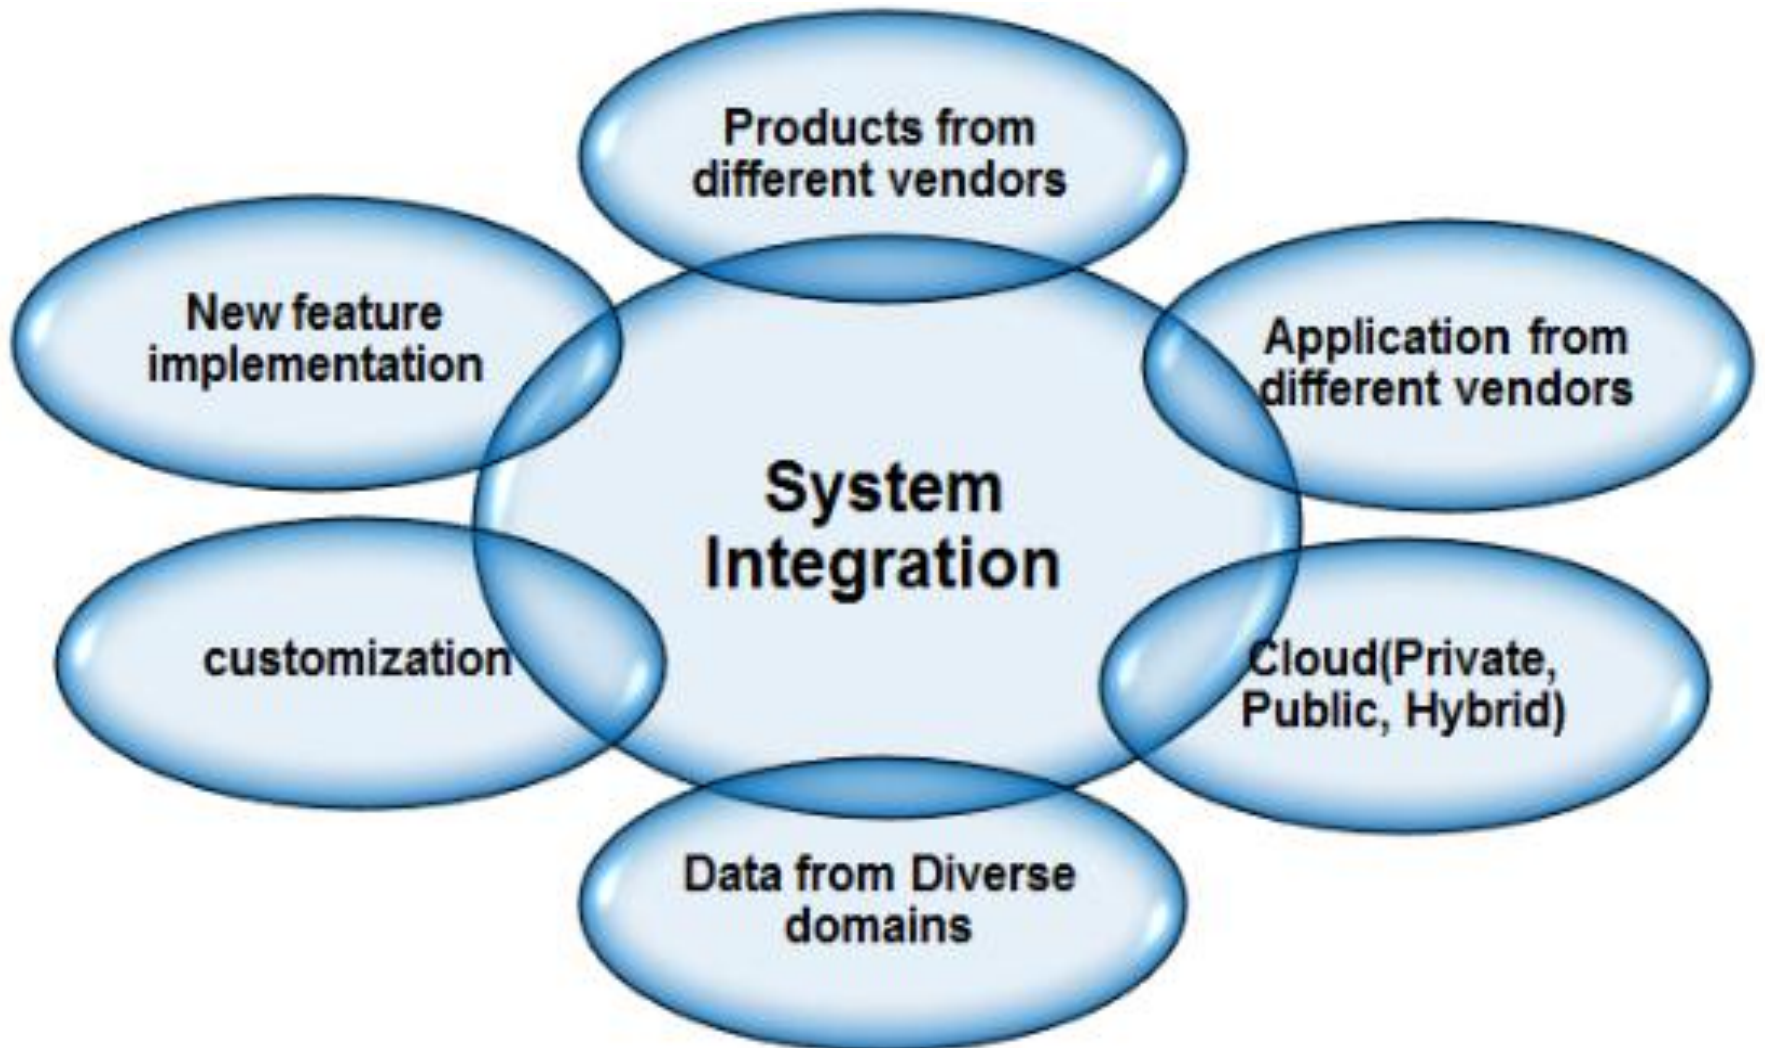 Products from
different vendors
New feature
implementation
Application from
different vendors
System
Integration
customization
Cloud(Private,
Public, Hybrid)
Data from Diverse
domains